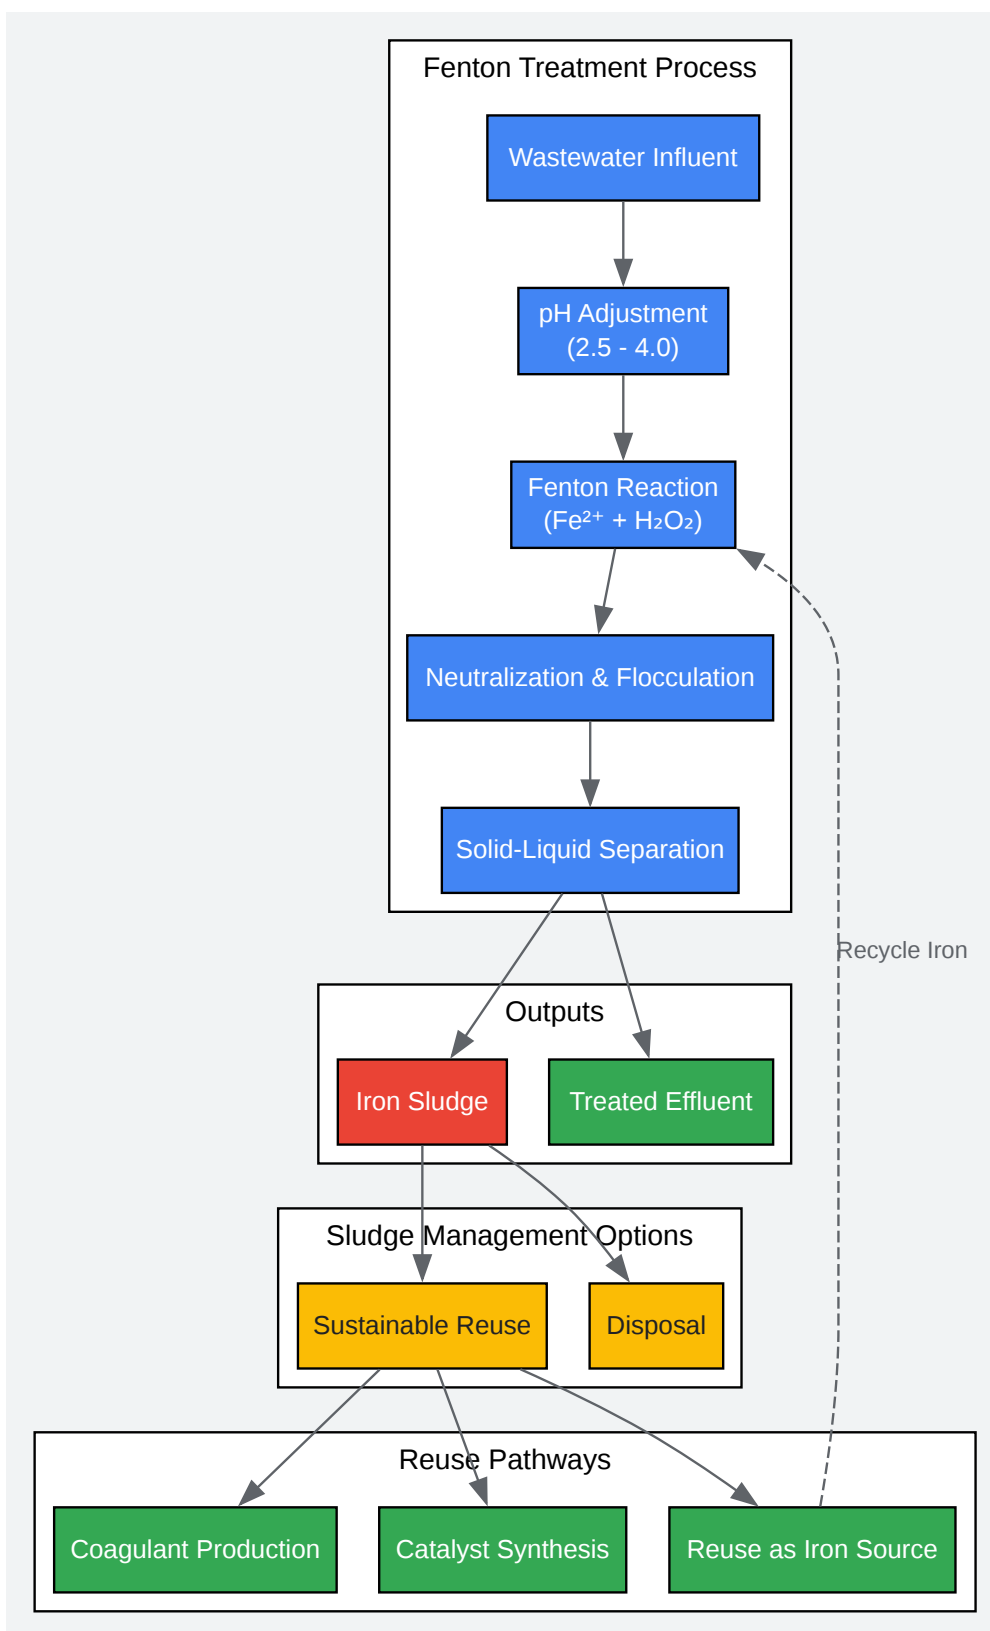 Fenton Treatment Process
Wastewater Influent
pH Adjustment
(2.5 - 4.0)
Fenton Reaction
(Fe²⁺ + H₂O₂)
Neutralization & Flocculation
Solid-Liquid Separation
Recycle Iron
Outputs
Iron Sludge
Treated Effluent
Sludge Management Options
Sustainable Reuse
Disposal
Reuse Pathways
Coagulant Production
Catalyst Synthesis
Reuse as Iron Source